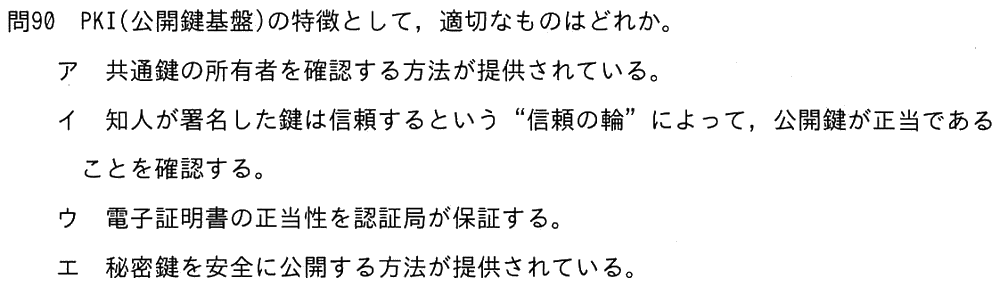 問90　PKI(公開鍵基盤)の特徴として，適切なものはどれか。
ア　共通鍵の所有者を確認する方法が提供されている。
イ　知人が署名した鍵は信頼するという“信頼の輪”によって，公開鍵が正当である
ことを確認する。
ウ　電子証明書の正当性を認証局が保証する。
エ　秘密鍵を安全に公開する方法が提供されている。